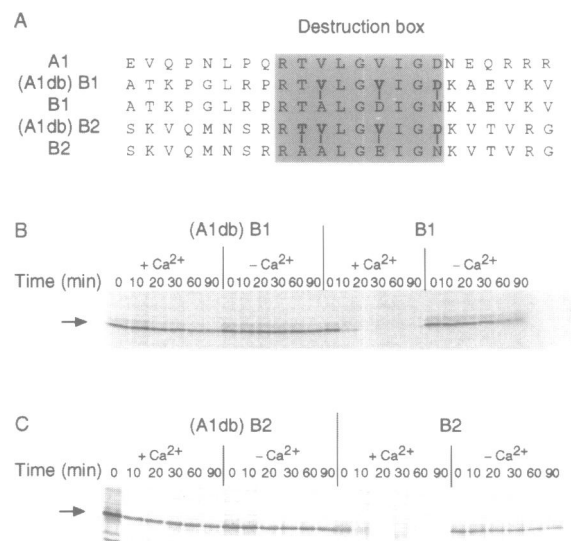 A
Destruction box
A1 E V Q P N L P Q R T V L G V I G D N E Q R R R
(A1db) B1 A T K P G L R P R T V L G V I G D K A E V K V
B1 A T K P G L R P R T A L G D I G N K A E V K V
(A1db) B2 S K V Q M N S R R T V L G V I G D K V T V R G
B2 S K V Q M N S R R A A L G E I G N K V T V R G
B (A1db) B1 B1
+ Ca2+ – Ca2+ + Ca2+ – Ca2+
Time (min) 0 10 20 30 60 90 0 10 20 30 60 90 0 10 20 30 60 90 0 10 20 30 60 90
C (A1db) B2 B2
+ Ca2+ – Ca2+ + Ca2+ – Ca2+
Time (min) 0 10 20 30 60 90 0 10 20 30 60 90 0 10 20 30 60 90 0 10 20 30 60 90